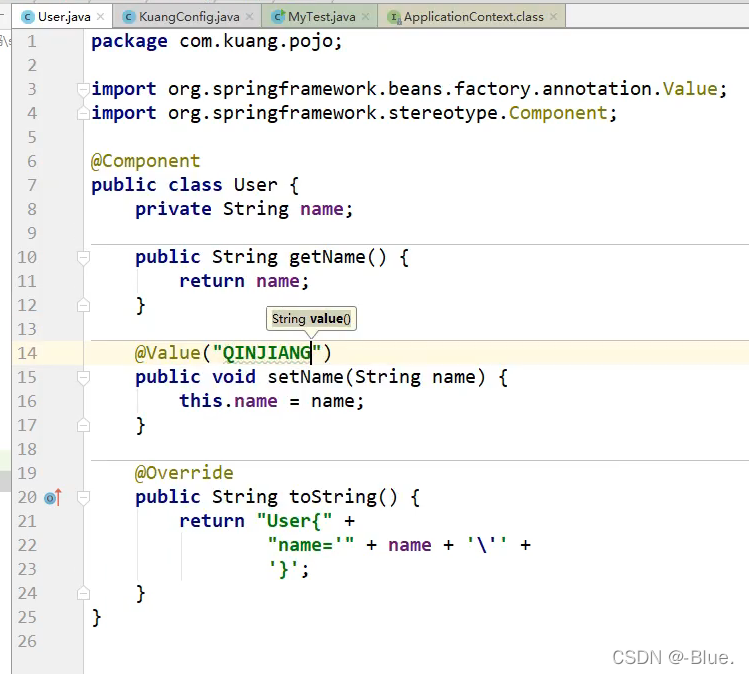 User.java × KuangConfig.java × MyTest.java × ApplicationContext.class ×
1 package com.kuang.pojo;
2
3 import org.springframework.beans.factory.annotation.Value;
4 import org.springframework.stereotype.Component;
5
6 @Component
7 public class User {
8 private String name;
9
10 public String getName() {
11 return name;
12 }
String value()
13
14 @Value("QINJIANG")
15 public void setName(String name) {
16 this.name = name;
17 }
18
19 @Override
20 public String toString() {
21 return "User{" +
22 "name='" + name + '\'' +
23 '}';
24 }
25 }
26
CSDN @-Blue.